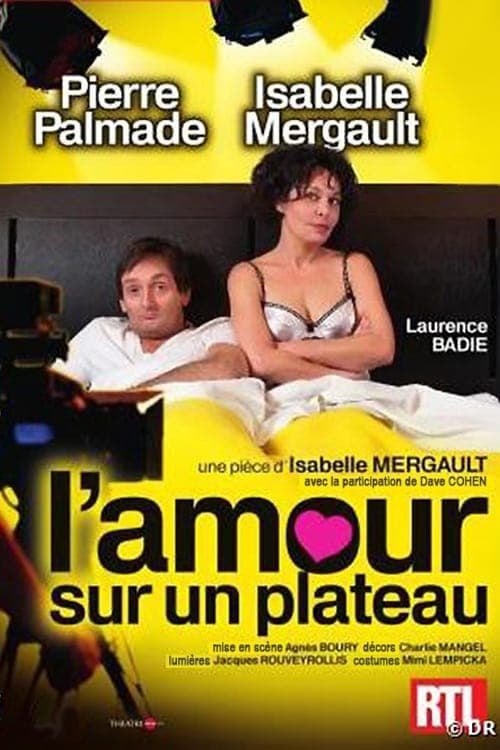 Pierre Palmade
Isabelle Mergault
Laurence
BADIE
une pièce d'Isabelle MERGAULT
avec la participation de Dave COHEN
l'amour
sur un plateau
mise en scène Agnès BOURY décors Charlie MANGEL
lumières Jacques ROUVEYROLLIS costumes Mimi LEMPICKA
THEATRE
RTL
© DR